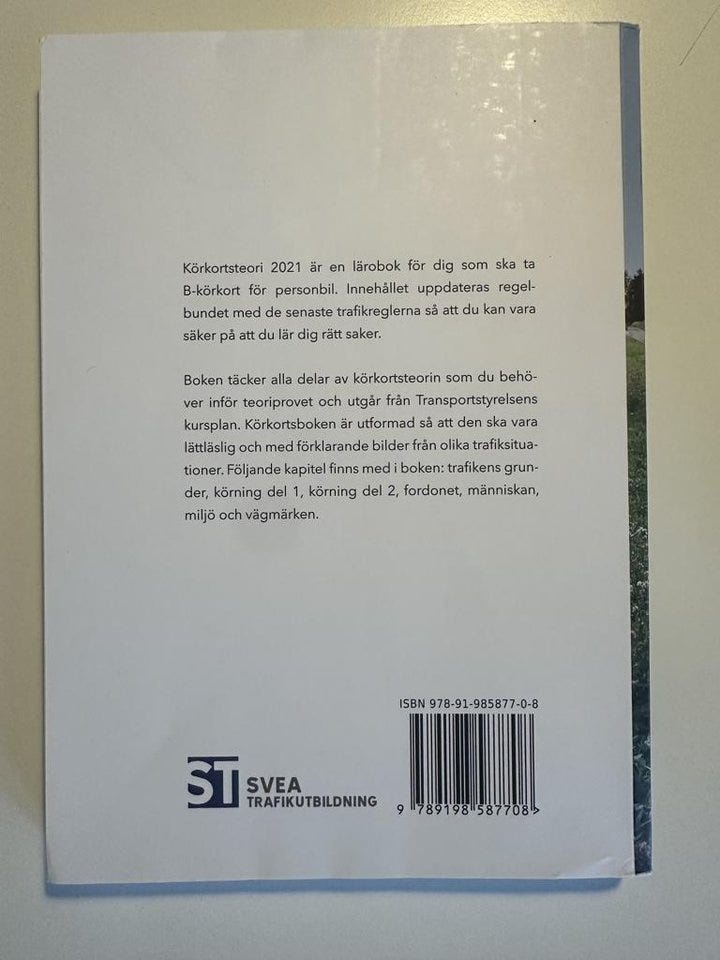 Körkortsteori 2021 är en lärobok för dig som ska ta
B-körkort för personbil. Innehållet uppdateras regel-
bundet med de senaste trafikreglerna så att du kan vara
säker på att du lär dig rätt saker.
Boken täcker alla delar av körkortsteorin som du behö-
ver inför teoriprovet och utgår från Transportstyrelsens
kursplan. Körkortsboken är utformad så att den ska vara
lättläslig och med förklarande bilder från olika trafiksitua-
tioner. Följande kapitel finns med i boken: trafikens grun-
der, körning del 1, körning del 2, fordonet, människan,
miljö och vägmärken.
ISBN 978-91-985877-0-8
9 789198 587708>
ST SVEA
TRAFIKUTBILDNING